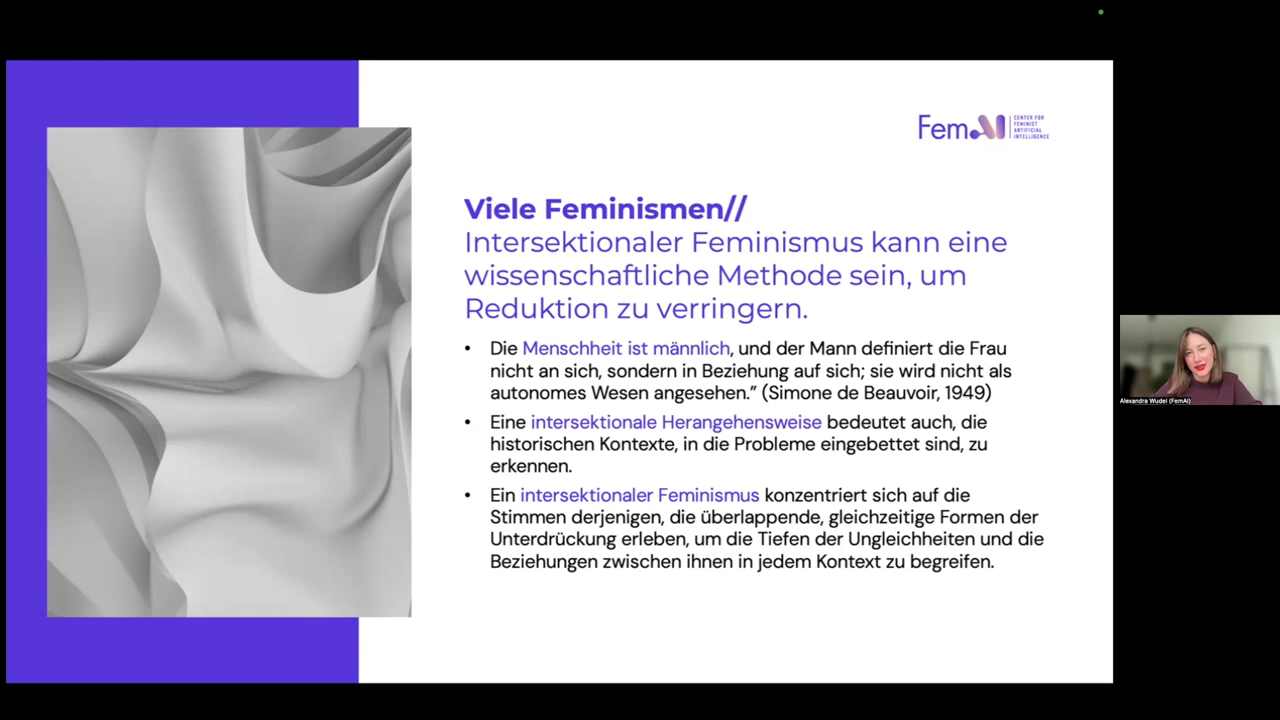 Fem.AI
CENTER FOR
FEMINIST
ARTIFICIAL
INTELLIGENCE
Viele Feminismen//
Intersektionaler Feminismus kann eine
wissenschaftliche Methode sein, um
Reduktion zu verringern.
• Die Menschheit ist männlich, und der Mann definiert die Frau
nicht an sich, sondern in Beziehung auf sich; sie wird nicht als
autonomes Wesen angesehen.” (Simone de Beauvoir, 1949)
• Eine intersektionale Herangehensweise bedeutet auch, die
historischen Kontexte, in die Probleme eingebettet sind, zu
erkennen.
• Ein intersektionaler Feminismus konzentriert sich auf die
Stimmen derjenigen, die überlappende, gleichzeitige Formen der
Unterdrückung erleben, um die Tiefen der Ungleichheiten und die
Beziehungen zwischen ihnen in jedem Kontext zu begreifen.
Alexandra Wudel (FemAI)